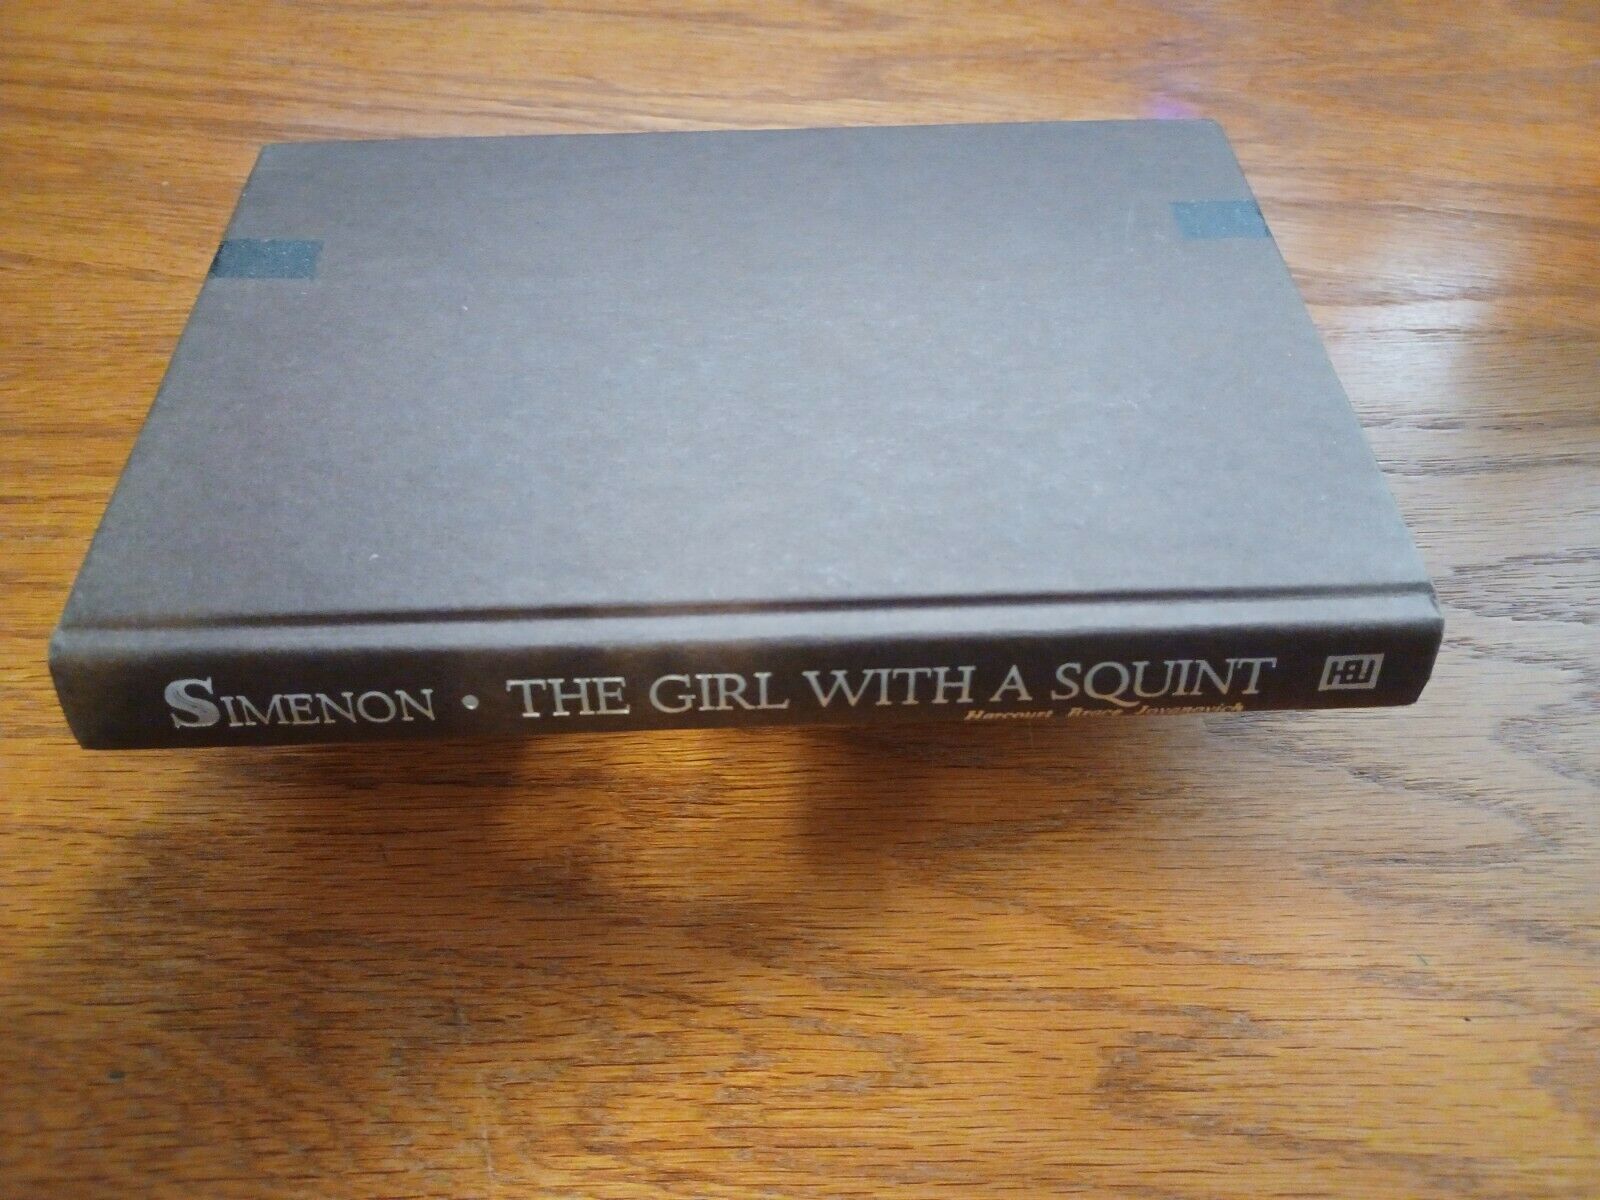 SIMENON • THE GIRL WITH A SQUINT HBJ
Harcourt Brace Jovanovich